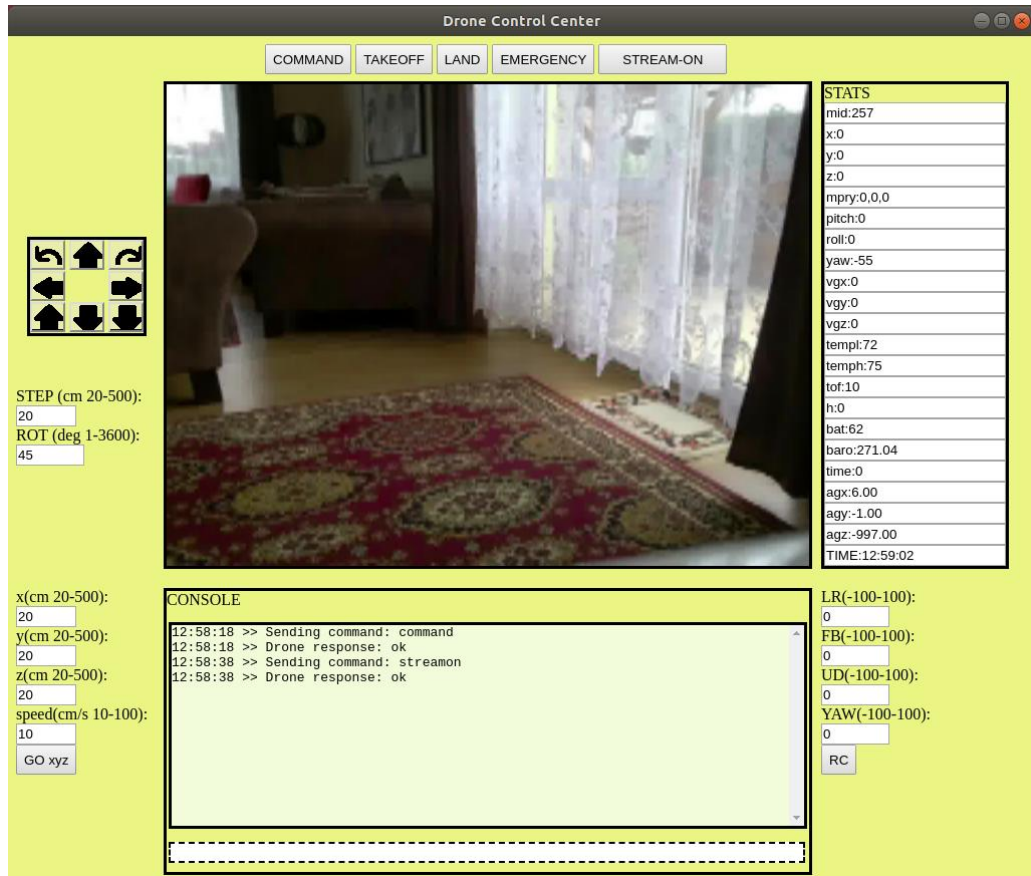 Drone Control Center
COMMAND TAKEOFF LAND EMERGENCY STREAM-ON
STATS
mid:257
x:0
y:0
z:0
mpry:0,0,0
pitch:0
roll:0
yaw:-55
vgx:0
vgy:0
vgz:0
templ:72
temph:75
tof:10
h:0
bat:62
baro:271.04
time:0
agx:6.00
agy:-1.00
agz:-997.00
TIME:12:59:02
STEP (cm 20-500):
20
ROT (deg 1-3600):
45
x(cm 20-500):
20
y(cm 20-500):
20
z(cm 20-500):
20
speed(cm/s 10-100):
10
GO xyz
CONSOLE
12:58:18 >> Sending command: command
12:58:18 >> Drone response: ok
12:58:38 >> Sending command: streamon
12:58:38 >> Drone response: ok
LR(-100-100):
0
FB(-100-100):
0
UD(-100-100):
0
YAW(-100-100):
0
RC